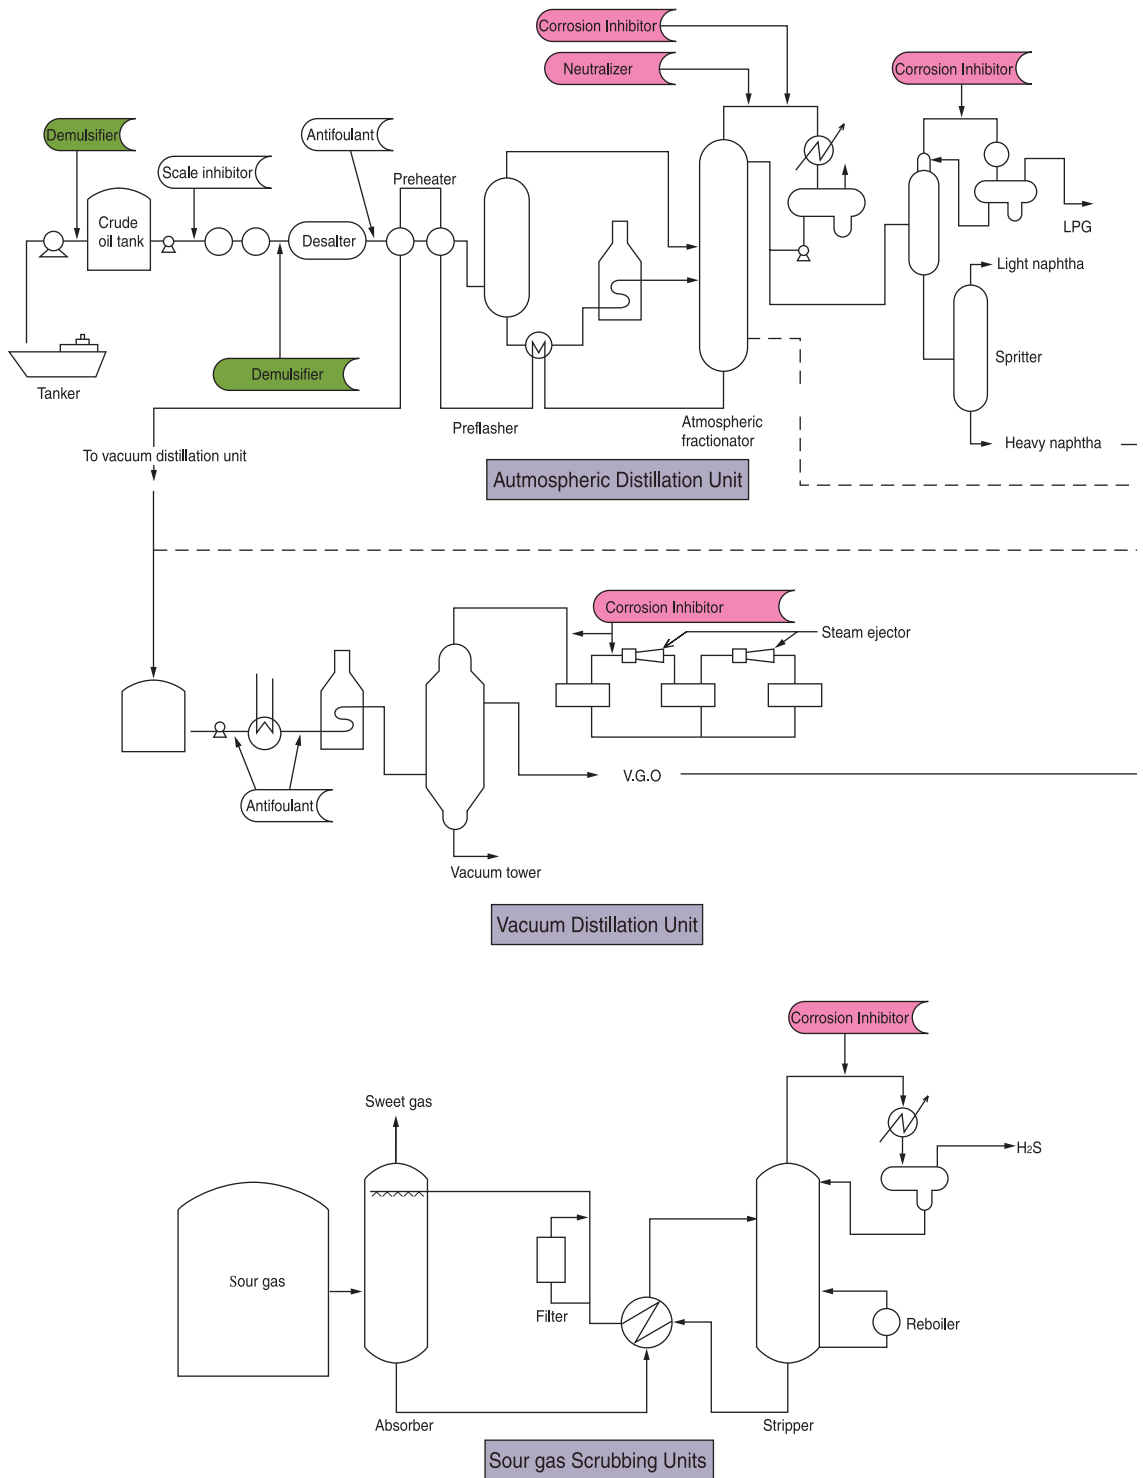 Corrosion Inhibitor
Neutralizer
Corrosion Inhibitor
Demulsifier
Antifoulant
Scale inhibitor
Preheater
Crude
oil tank
Desalter
LPG
Light naphtha
Spritter
Demulsifier
Tanker
Preflasher
Atmospheric
fractionator
Heavy naphtha
To vacuum distillation unit
Autmospheric Distillation Unit
Corrosion Inhibitor
Steam ejector
V.G.O
Antifoulant
Vacuum tower
Vacuum Distillation Unit
Corrosion Inhibitor
Sweet gas
H2S
Sour gas
Filter
Reboiler
Absorber
Stripper
Sour gas Scrubbing Units